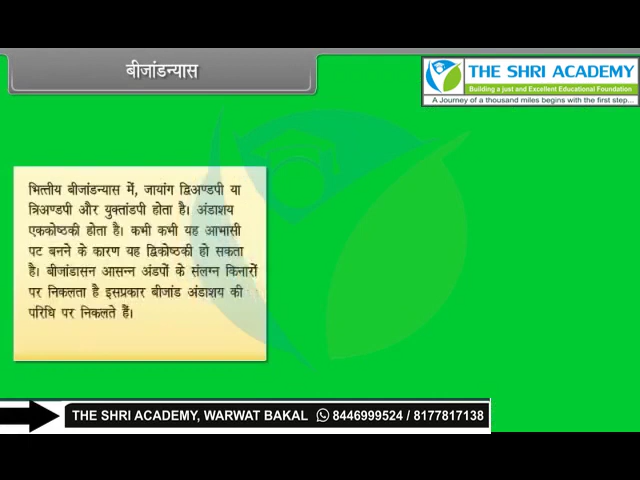 बीजांडन्यास
THE SHRI ACADEMY
Building a just and Excellent Educational Foundation
A Journey of a thousand miles begins with the first step...
भित्तीय बीजांडन्यास में, जायांग द्विअण्डपी या
त्रिअण्डपी और युक्तांडपी होता है। अंडाशय
एककोष्ठकी होता है। कभी कभी यह आभासी
पट बनने के कारण यह द्विकोष्ठकी हो सकता
है। बीजांडासन आसन्न अंडपों के संलग्न किनारों
पर निकलता है इसप्रकार बीजांड अंडाशय की
परिधि पर निकलते हैं।
THE SHRI ACADEMY, WARWAT BAKAL 8446999524 / 8177817138